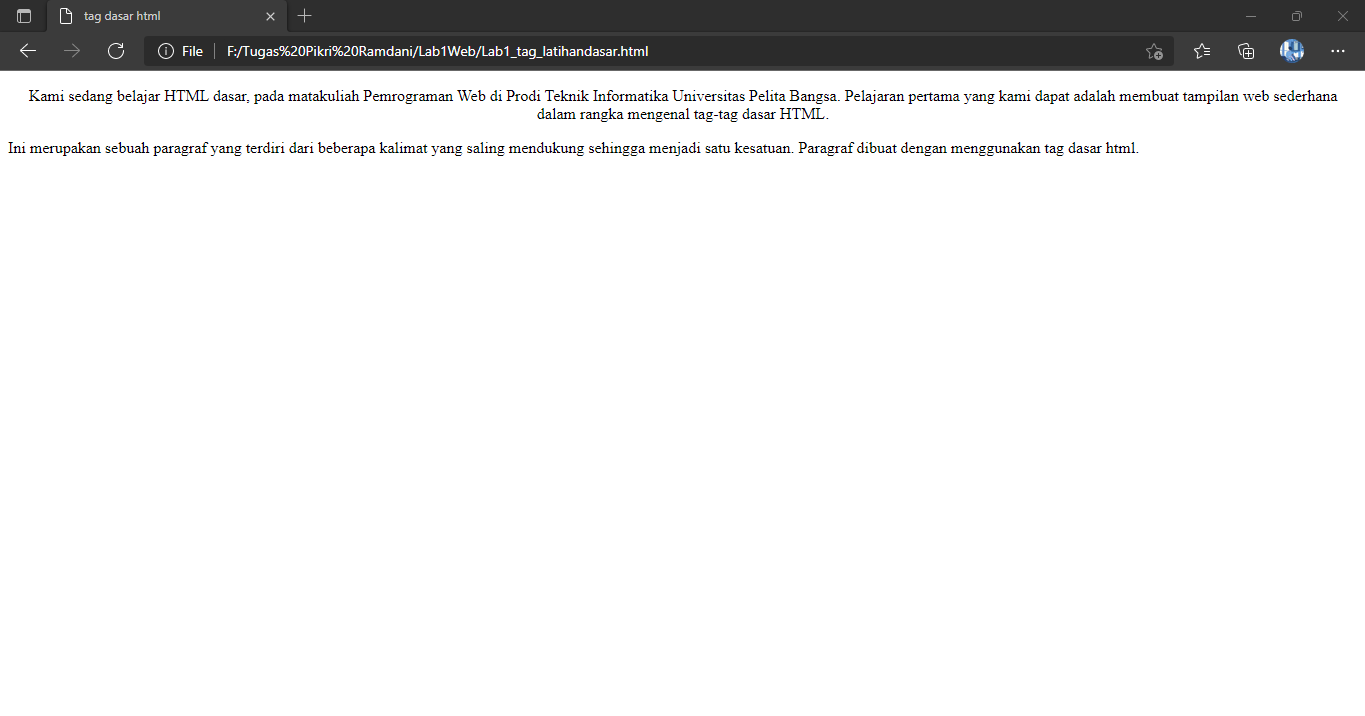 tag dasar html
File
F:/Tugas%20Pikri%20Ramdani/Lab1Web/Lab1_tag_latihandasar.html
Kami sedang belajar HTML dasar, pada matakuliah Pemrograman Web di Prodi Teknik Informatika Universitas Pelita Bangsa. Pelajaran pertama yang kami dapat adalah membuat tampilan web sederhana
dalam rangka mengenal tag-tag dasar HTML.
Ini merupakan sebuah paragraf yang terdiri dari beberapa kalimat yang saling mendukung sehingga menjadi satu kesatuan. Paragraf dibuat dengan menggunakan tag dasar html.